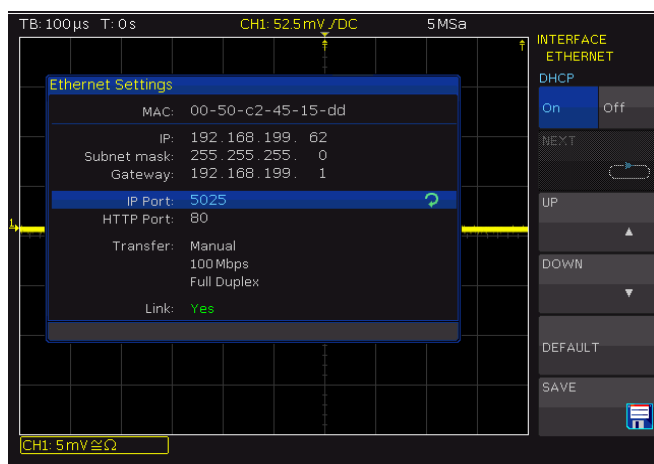 TB: 100µs T: 0s CH1: 52.5mV ⁄DC 5MSa
INTERFACE
ETHERNET
DHCP
On Off
NEXT
UP
DOWN
DEFAULT
SAVE
Ethernet Settings
MAC: 00-50-c2-45-15-dd
IP: 192.168.199. 62
Subnet mask: 255.255.255. 0
Gateway: 192.168.199. 1
IP Port: 5025
HTTP Port: 80
Transfer: Manual
100 Mbps
Full Duplex
Link: Yes
1
CH1: 5mV≅Ω